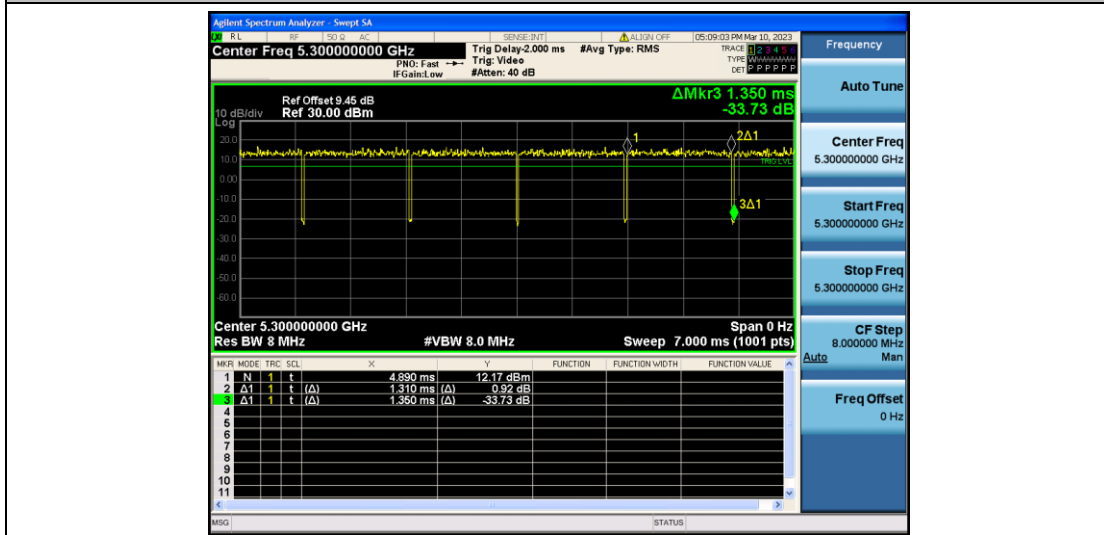 Agilent Spectrum Analyzer - Swept SA
LXI RL RF 50 Ω AC SENSE:INT ALIGN OFF 05:09:03 PM Mar 10, 2023
Center Freq 5.300000000 GHz
Trig Delay-2.000 ms #Avg Type: RMS
TRACE 1 2 3 4 5 6
PNO: Fast Trig: Video
TYPE
IFGain:Low #Atten: 40 dB
DET P P P P P P
ΔMkr3 1.350 ms
-33.73 dB
Ref Offset 9.45 dB
10 dB/div Ref 30.00 dBm
Log
20.0
10.0
0.00
-10.0
-20.0
-30.0
-40.0
-50.0
-60.0
1
2Δ1
TRIG LVL
3Δ1
Center 5.300000000 GHz Span 0 Hz
Res BW 8 MHz #VBW 8.0 MHz Sweep 7.000 ms (1001 pts)
MKR MODE TRC SCL X Y FUNCTION FUNCTION WIDTH FUNCTION VALUE
1 N 1 t 4.890 ms 12.17 dBm
2 Δ1 1 t (Δ) 1.310 ms (Δ) 0.92 dB
3 Δ1 1 t (Δ) 1.350 ms (Δ) -33.73 dB
4
5
6
7
8
9
10
11
MSG STATUS
Frequency
Auto Tune
Center Freq
5.300000000 GHz
Start Freq
5.300000000 GHz
Stop Freq
5.300000000 GHz
CF Step
8.000000 MHz
Auto Man
Freq Offset
0 Hz